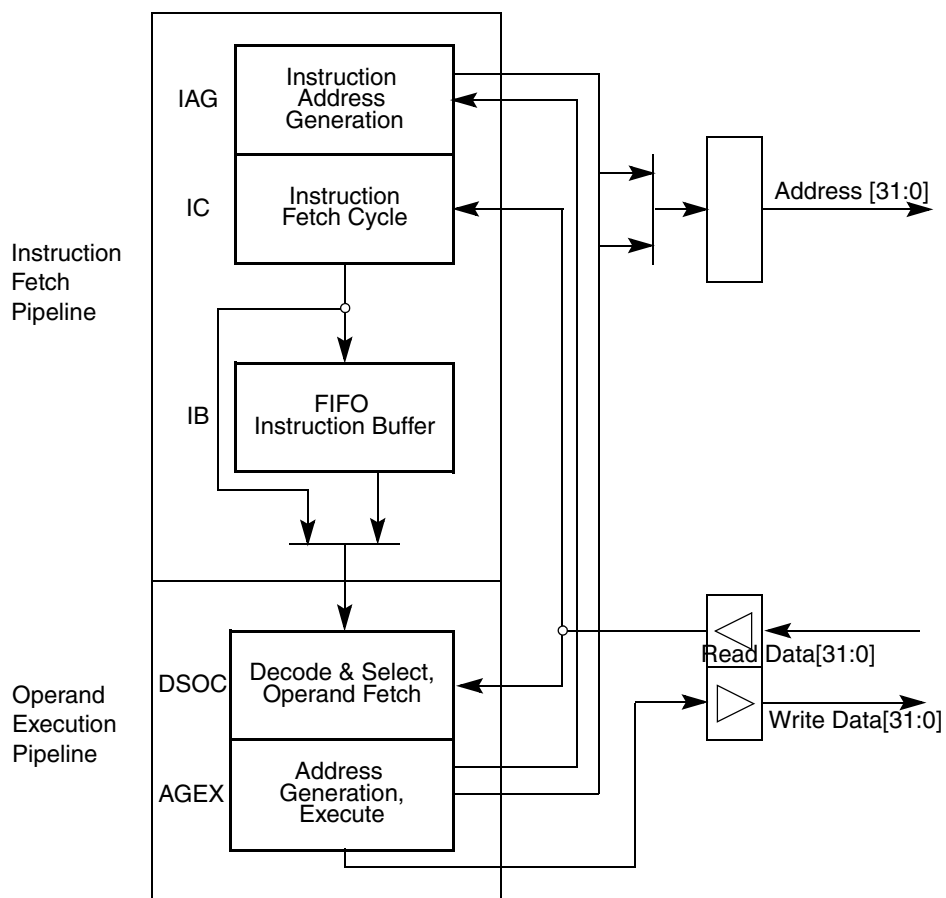 IAG
Instruction
Address
Generation
IC
Instruction
Fetch Cycle
Address [31:0]
Instruction
Fetch
Pipeline
IB
FIFO
Instruction Buffer
Read Data[31:0]
DSOC
Decode & Select,
Operand Fetch
Operand
Execution
Pipeline
Write Data[31:0]
AGEX
Address
Generation,
Execute